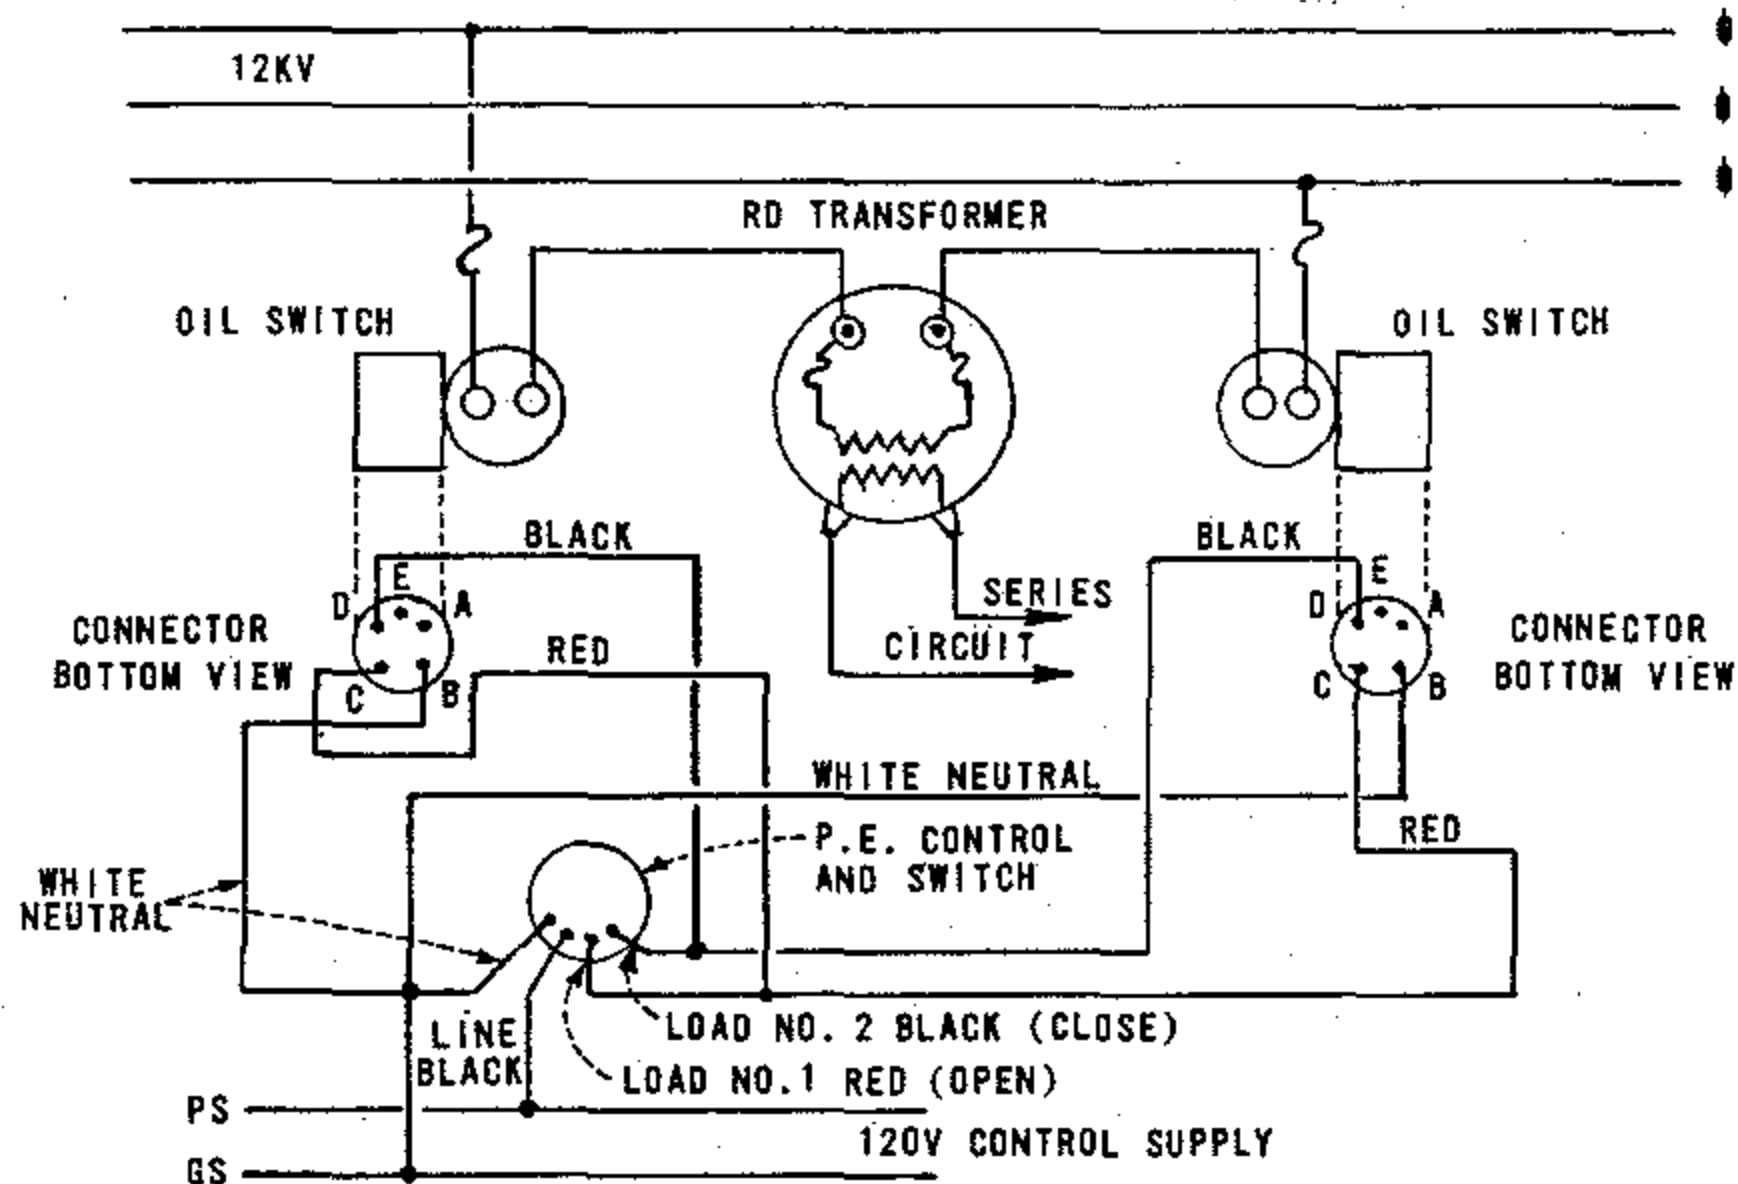 12KV
RD TRANSFORMER
OIL SWITCH
OIL SWITCH
BLACK
BLACK
E
E
D
A
D
A
CONNECTOR
BOTTOM VIEW
CONNECTOR
BOTTOM VIEW
SERIES
CIRCUIT
RED
C
B
C
B
WHITE NEUTRAL
P.E. CONTROL
AND SWITCH
RED
WHITE
NEUTRAL
LINE
BLACK
LOAD NO. 2 BLACK (CLOSE)
LOAD NO.1 RED (OPEN)
PS
120V CONTROL SUPPLY
GS